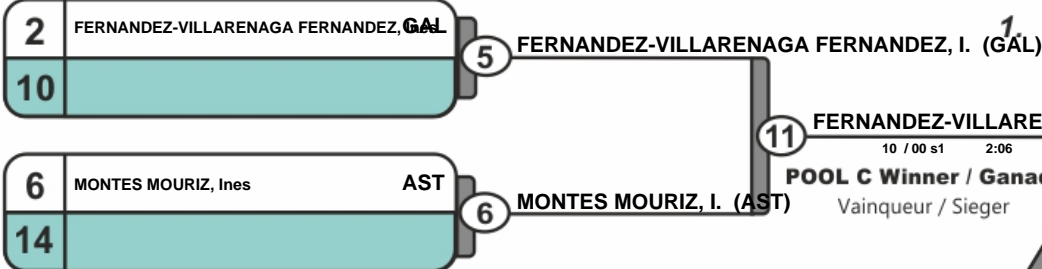 2 FERNANDEZ-VILLARENAGA FERNANDEZ, Ines GAL
10
5 FERNANDEZ-VILLARENAGA FERNANDEZ, I. (GAL)
1.
11 FERNANDEZ-VILLARE
10 / 00 s1 2:06
POOL C Winner / Ganad
Vainqueur / Sieger
6 MONTES MOURIZ, Ines AST
14
6 MONTES MOURIZ, I. (AST)